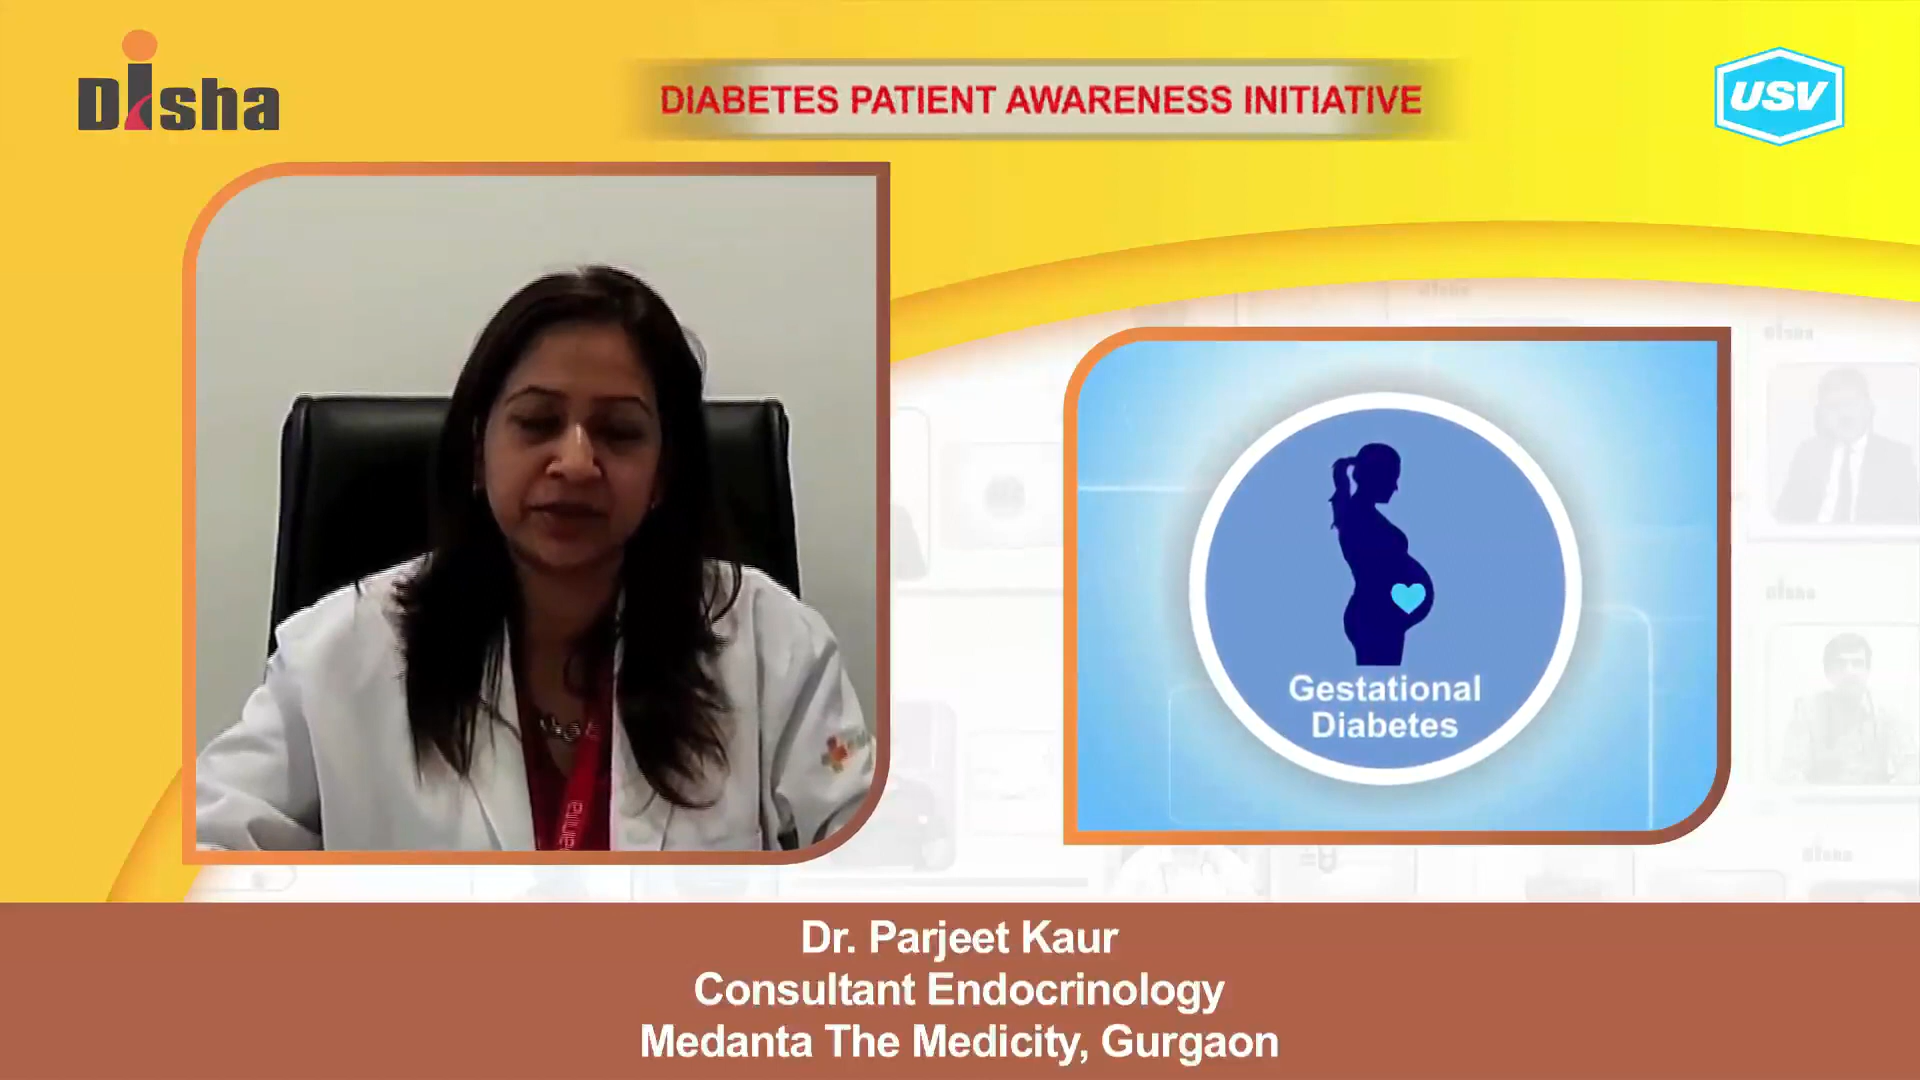 Disha
DIABETES PATIENT AWARENESS INITIATIVE
USV
Gestational
Diabetes
Dr. Parjeet Kaur
Consultant Endocrinology
Medanta The Medicity, Gurgaon